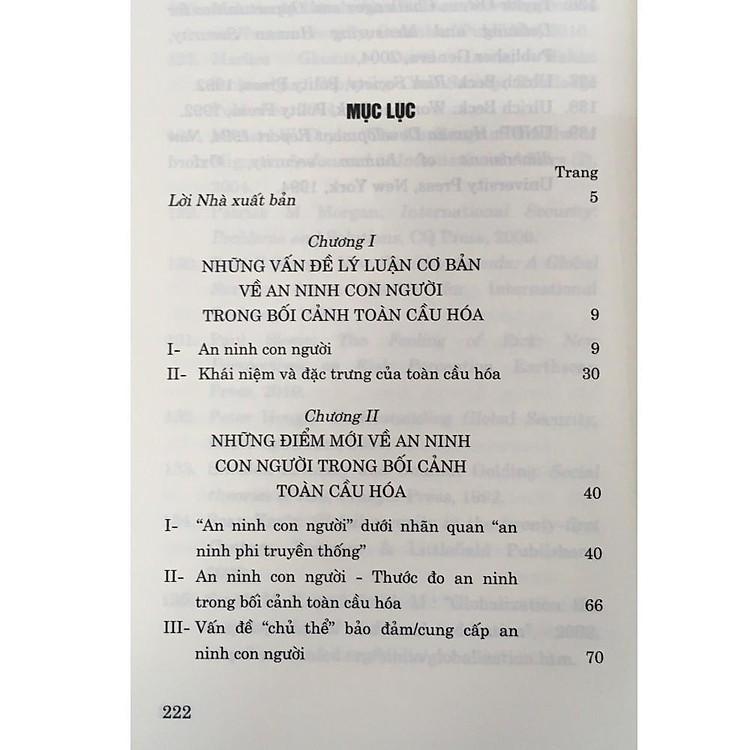 MỤC LỤC
Trang
Lời Nhà xuất bản 5
Chương I
NHỮNG VẤN ĐỀ LÝ LUẬN CƠ BẢN
VỀ AN NINH CON NGƯỜI
TRONG BỐI CẢNH TOÀN CẦU HÓA 9
I- An ninh con người 9
II- Khái niệm và đặc trưng của toàn cầu hóa 30
Chương II
NHỮNG ĐIỂM MỚI VỀ AN NINH
CON NGƯỜI TRONG BỐI CẢNH
TOÀN CẦU HÓA 40
I- “An ninh con người” dưới nhãn quan “an
ninh phi truyền thống” 40
II- An ninh con người - Thước đo an ninh
trong bối cảnh toàn cầu hóa 66
III- Vấn đề “chủ thể” bảo đảm/cung cấp an
ninh con người 70
222